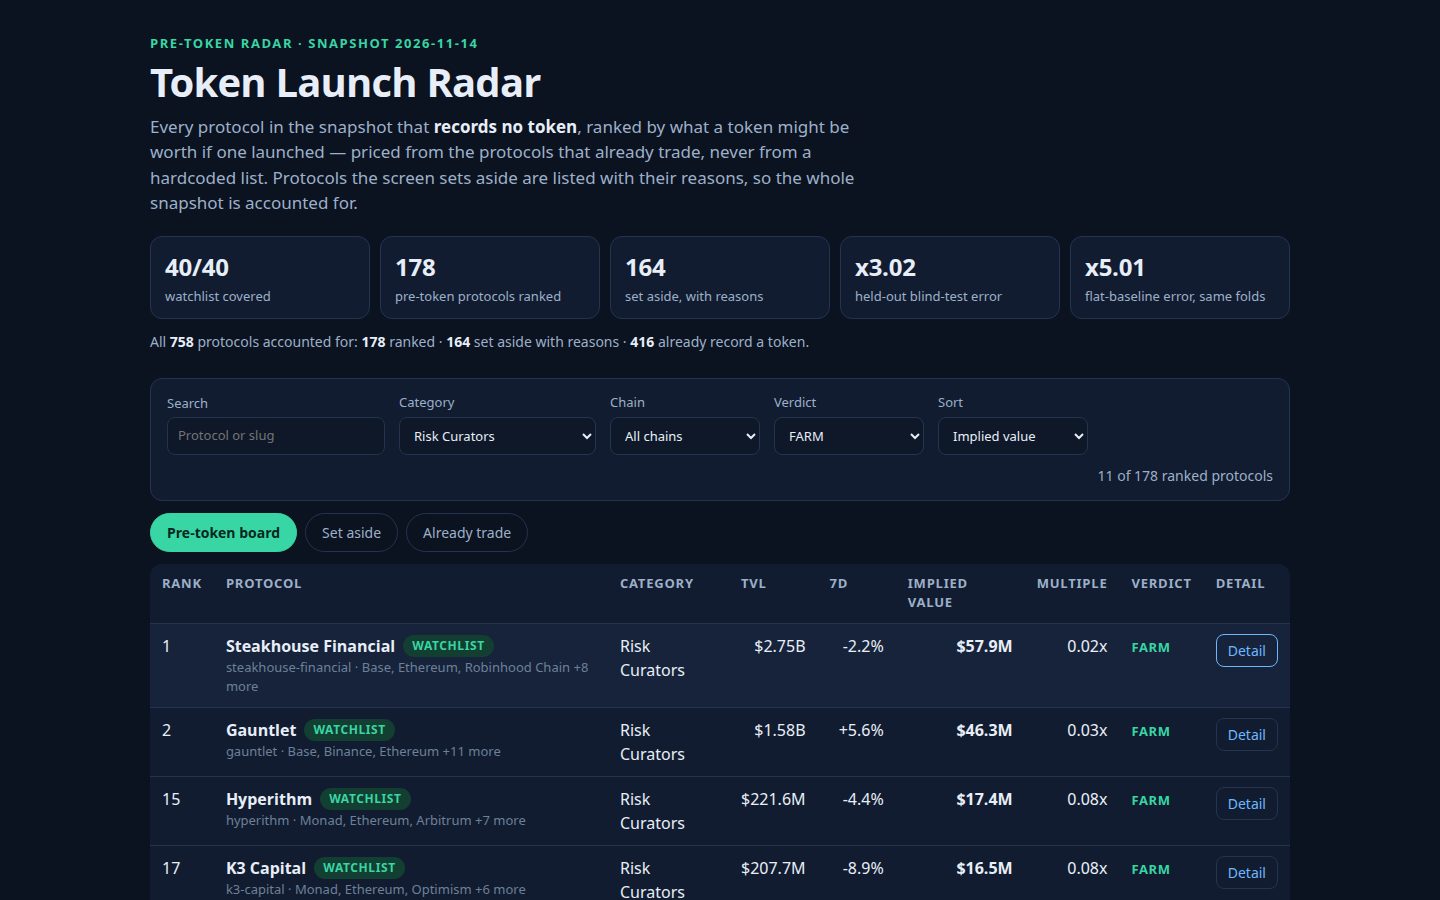 PRE-TOKEN RADAR · SNAPSHOT 2026-11-14
Token Launch Radar
Every protocol in the snapshot that records no token, ranked by what a token might be
worth if one launched — priced from the protocols that already trade, never from a
hardcoded list. Protocols the screen sets aside are listed with their reasons, so the whole
snapshot is accounted for.
40/40
watchlist covered
178
pre-token protocols ranked
164
set aside, with reasons
x3.02
held-out blind-test error
x5.01
flat-baseline error, same folds
All 758 protocols accounted for: 178 ranked · 164 set aside with reasons · 416 already record a token.
Search Category Chain Verdict Sort
Protocol or slug Risk Curators All chains FARM Implied value
11 of 178 ranked protocols
Pre-token board Set aside Already trade
RANK PROTOCOL CATEGORY TVL 7D IMPLIED VALUE MULTIPLE VERDICT DETAIL
1 Steakhouse Financial WATCHLIST Risk Curators $2.75B -2.2% $57.9M 0.02x FARM Detail
steakhouse-financial · Base, Ethereum, Robinhood Chain +8
more
2 Gauntlet WATCHLIST Risk Curators $1.58B +5.6% $46.3M 0.03x FARM Detail
gauntlet · Base, Binance, Ethereum +11 more
15 Hyperithm WATCHLIST Risk Curators $221.6M -4.4% $17.4M 0.08x FARM Detail
hyperithm · Monad, Ethereum, Arbitrum +7 more
17 K3 Capital WATCHLIST Risk Curators $207.7M -8.9% $16.5M 0.08x FARM Detail
k3-capital · Monad, Ethereum, Optimism +6 more